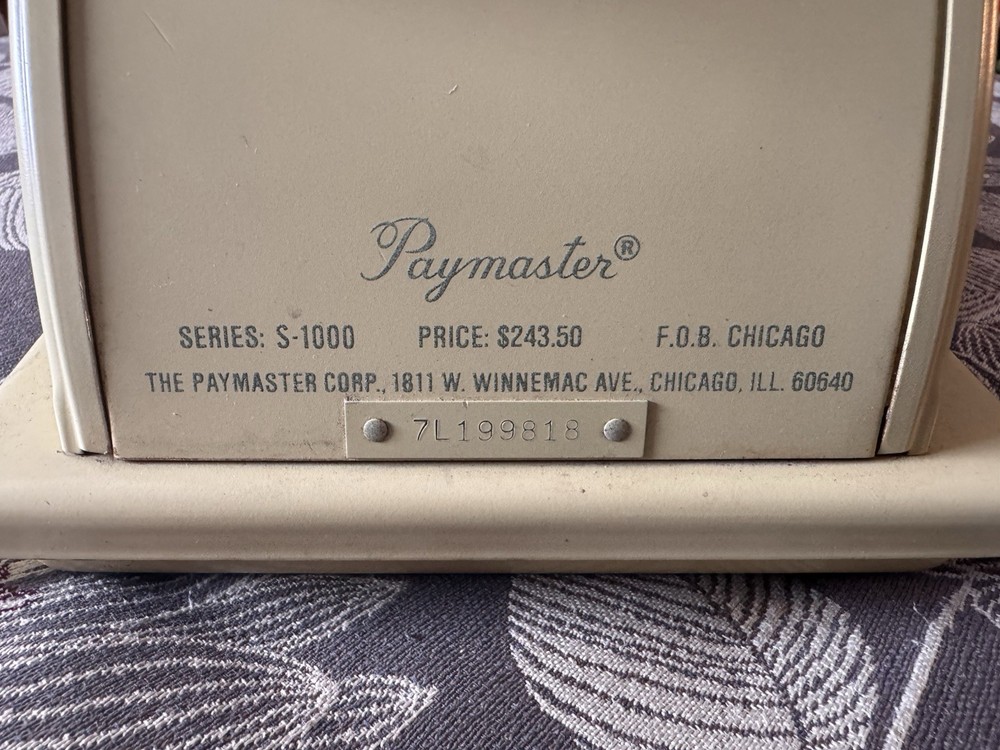 Paymaster®
SERIES: S-1000 PRICE: $243.50 F.O.B. CHICAGO
THE PAYMASTER CORP., 1811 W. WINNEMAC AVE., CHICAGO, ILL. 60640
7L199818